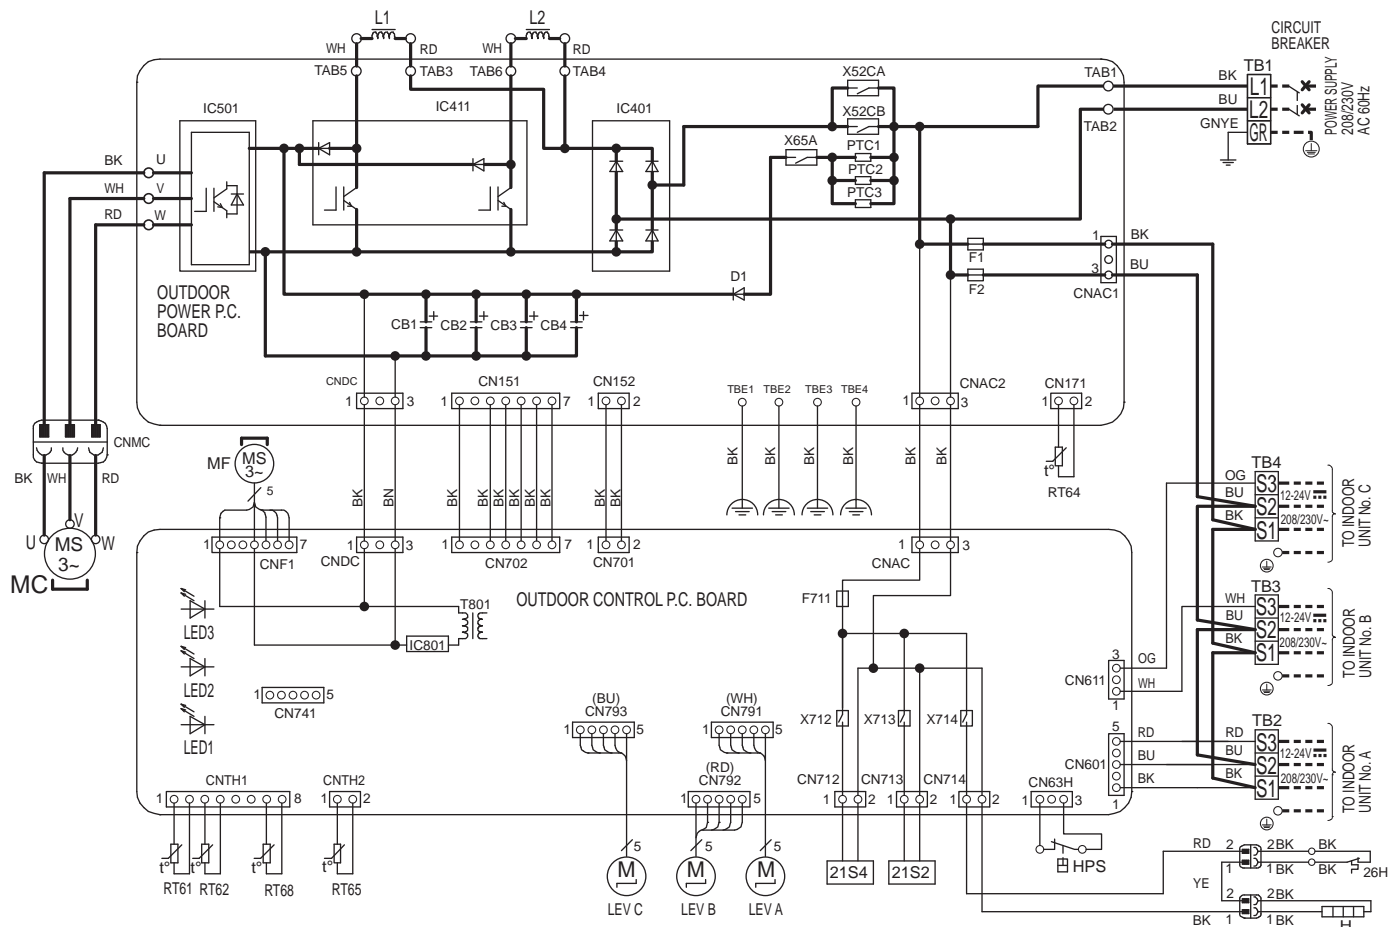 L1
L2
CIRCUIT
BREAKER
WH
RD
WH
RD
TAB5
TAB3
TAB6
TAB4
X52CA
TAB1
BK
TB1
L1
IC501
IC411
IC401
X52CB
BU
L2
TAB2
GNYE
GR
POWER SUPPLY
208/230V
AC 60Hz
X65A
PTC1
PTC2
PTC3
BK
U
WH
V
RD
W
F1
1
BK
F2
3
BU
CNAC1
D1
OUTDOOR
POWER P.C.
BOARD
CB1
+
CB2
+
CB3
+
CB4
+
CNDC
1
3
CN151
1
7
CN152
1
2
TBE1
TBE2
TBE3
TBE4
CNAC2
1
3
CN171
1
2
CNMC
BK
WH
RD
MF
MS
3~
5
BK
BN
BK
BK
BK
BK
BK
BK
BK
BK
BK
BK
BK
BK
BK
BK
t°
RT64
U
V
W
MS
3~
MC
TB4
OG
S3
BU
12-24V
S2
BK
208/230V~
S1
TO INDOOR
UNIT No. C
1
7
CNF1
1
3
CNDC
1
7
CN702
1
2
CN701
1
3
CNAC
OUTDOOR CONTROL P.C. BOARD
T801
IC801
F711
LED3
LED2
LED1
TB3
WH
S3
BU
12-24V
S2
BK
208/230V~
S1
TO INDOOR
UNIT No. B
3
OG
CN611
WH
1
5
CN741
1
(BU)
CN793
1
5
(WH)
CN791
1
5
(RD)
CN792
1
5
X712
X713
X714
5
RD
CN601
BU
BK
1
TB2
RD
S3
BU
12-24V
S2
BK
208/230V~
S1
TO INDOOR
UNIT No. A
CNTH1
1
8
CNTH2
1
2
CN712
1
2
CN713
1
2
CN714
1
2
CN63H
1
3
t°
RT61
t°
RT62
t°
RT68
t°
RT65
5
M
LEV C
5
M
LEV B
5
M
LEV A
21S4
21S2
HPS
RD
2
2BK
BK
1
1BK
BK
26H
YE
2
2BK
BK
1
1BK
H